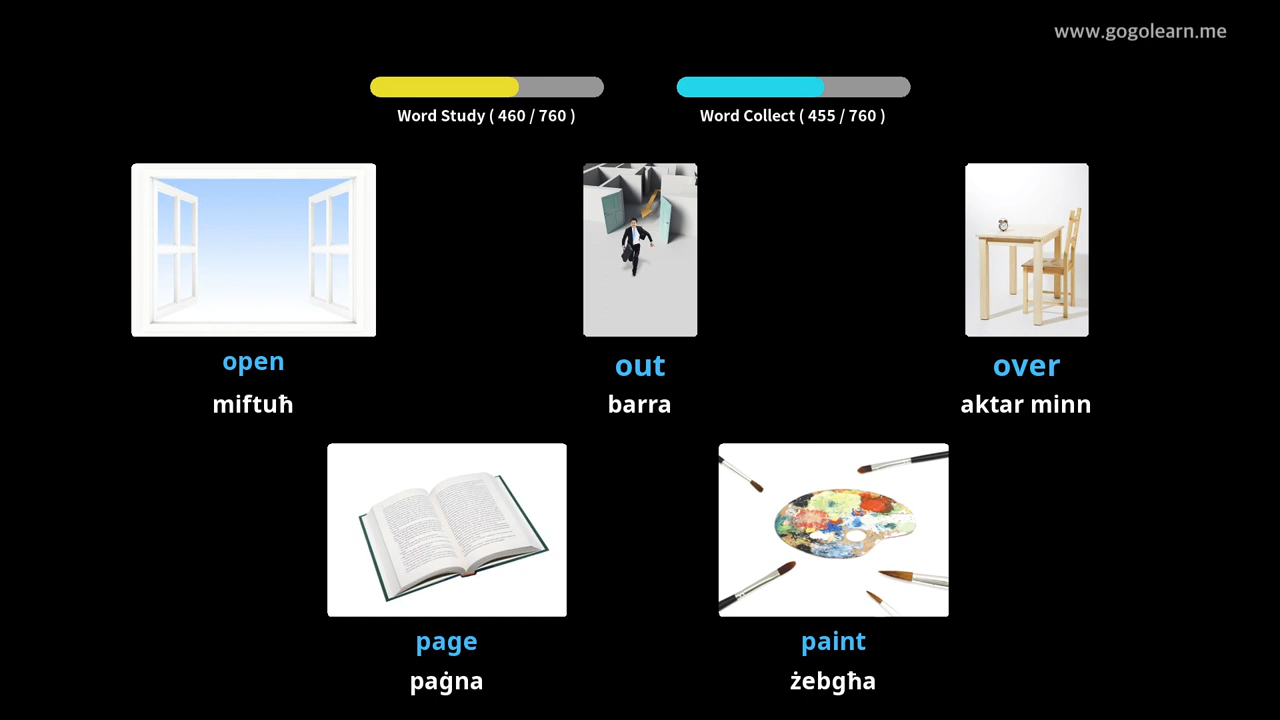 www.gogolearn.me
Word Study ( 460 / 760 )
Word Collect ( 455 / 760 )
open
out
over
miftuħ
barra
aktar minn
page
paint
paġna
żebgħa